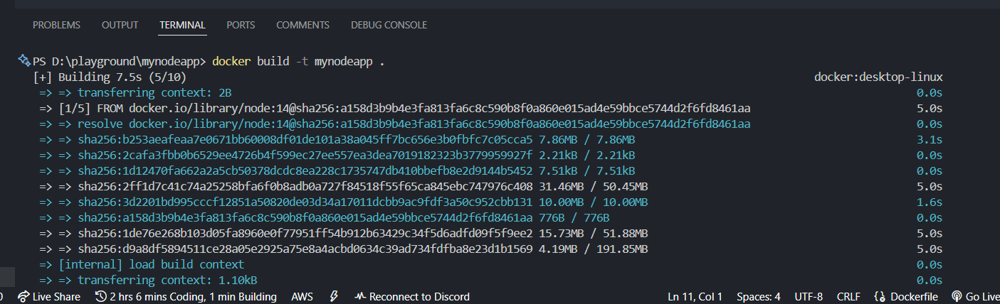 PROBLEMS OUTPUT TERMINAL PORTS COMMENTS DEBUG CONSOLE
PS D:\playground\mynodeapp> docker build -t mynodeapp .
[+] Building 7.5s (5/10) docker:desktop-linux
=> => transferring context: 2B 0.0s
=> [1/5] FROM docker.io/library/node:14@sha256:a158d3b9b4e3fa813fa6c8c590b8f0a860e015ad4e59bbce5744d2f6fd8461aa 5.0s
=> => resolve docker.io/library/node:14@sha256:a158d3b9b4e3fa813fa6c8c590b8f0a860e015ad4e59bbce5744d2f6fd8461aa 0.0s
=> => sha256:b253aeafeaa7e0671bb60008df01de101a38a045ff7bc656e3b0fbfc7c05cca5 7.86MB / 7.86MB 3.1s
=> => sha256:2cafa3fbb0b6529ee4726b4f599ec27ee557ea3dea7019182323b3779959927f 2.21kB / 2.21kB 0.0s
=> => sha256:1d12470fa662a2a5cb50378dcdc8ea228c1735747db410bbefb8e2d9144b5452 7.51kB / 7.51kB 0.0s
=> => sha256:2ff1d7c41c74a25258bfa6f0b8adb0a727f84518f55f65ca845ebc747976c408 31.46MB / 50.45MB 5.0s
=> => sha256:3d2201bd995cccf12851a50820de03d34a17011dcbb9ac9fdf3a50c952cbb131 10.00MB / 10.00MB 1.6s
=> => sha256:a158d3b9b4e3fa813fa6c8c590b8f0a860e015ad4e59bbce5744d2f6fd8461aa 776B / 776B 0.0s
=> => sha256:1de76e268b103d05fa8960e0f77951ff54b912b63429c34f5d6adfd09f5f9ee2 15.73MB / 51.88MB 5.0s
=> => sha256:d9a8df5894511ce28a05e2925a75e8a4acbd0634c39ad734fdfba8e23d1b1569 4.19MB / 191.85MB 5.0s
=> [internal] load build context 0.0s
=> => transferring context: 1.10kB 0.0s
0 Live Share 2 hrs 6 mins Coding, 1 min Building AWS Reconnect to Discord Ln 11, Col 1 Spaces: 4 UTF-8 CRLF Dockerfile Go Live